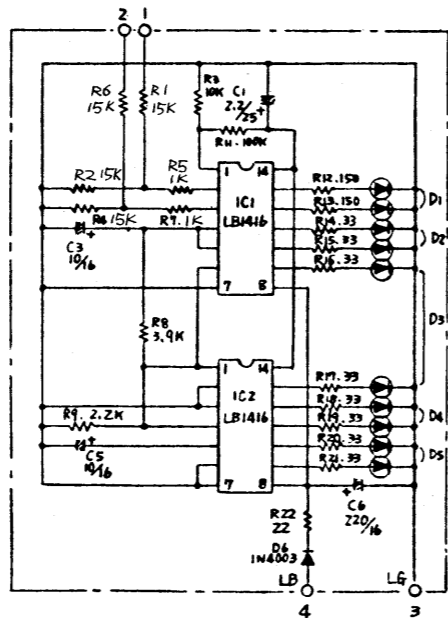 2 1
R6
15K
R1
15K
R3
10K
C1
2.2/25
+
R11.100K
R2 15K
R5
1K
1 14
R12.150
D1
R13.150
IC1
LB1416
R4 15K
R7.1K
R14.33
D2
C3
10/16
+
R15.33
R16.33
7 8
D3
R8
3.9K
1 14
R17.33
IC2
LB1416
R18.33
D4
R9.2.2K
R19.33
R20.33
D5
C5
10/16
+
R21.33
7 8
+
C6
220/16
R22
22
D6
1N4003
LB
LG
4
3